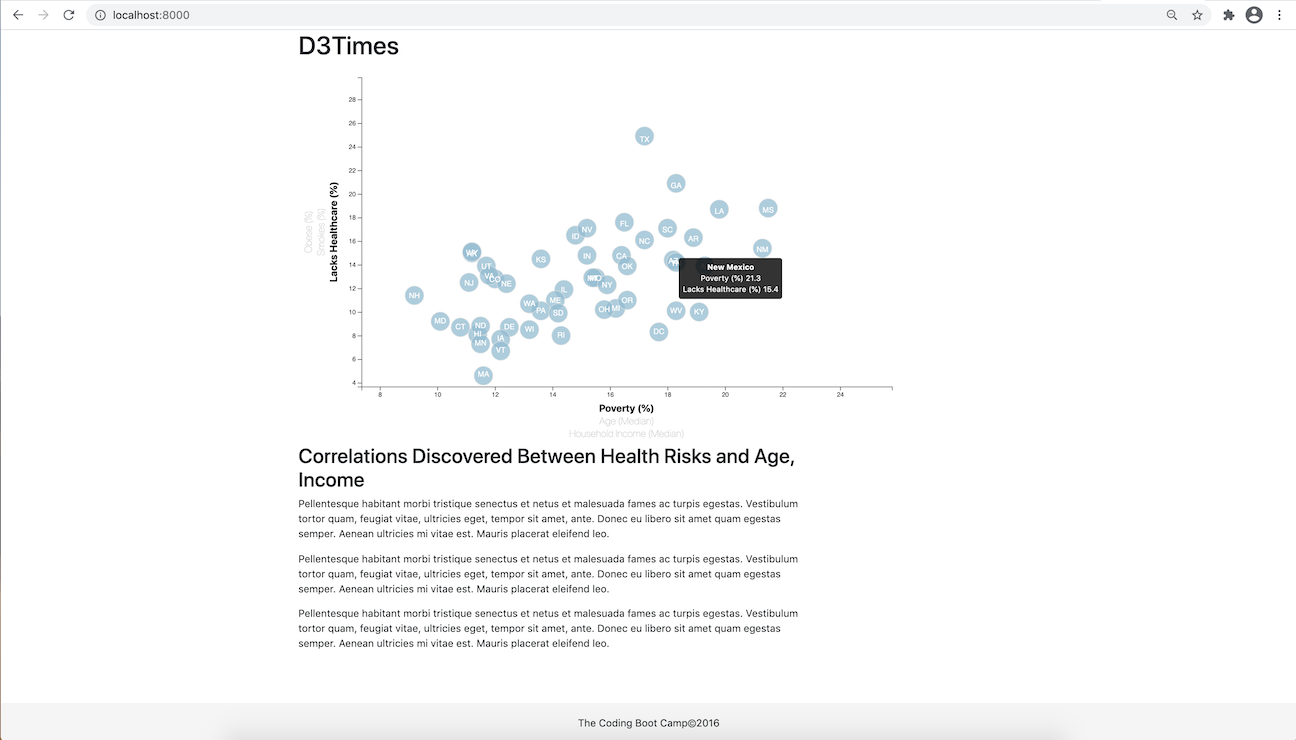 localhost:8000
D3Times
28
26
24
22
20
18
16
14
12
10
8
6
4
Obese (%)
Smokes (%)
Lacks Healthcare (%)
TX
GA
LA
MS
FL
NV
ID
SC
NC
AR
NM
WV
KS
IN
CA
OK
UT
VA
CO
NE
NJ
IL
NY
NH
WA
ME
PA
SD
OH
MI
OR
WV
KY
MD
CT
ND
HI
MN
DE
WI
IA
VT
RI
DC
MA
New Mexico
Poverty (%) 21.3
Lacks Healthcare (%) 15.4
8 10 12 14 16 18 20 22 24
Poverty (%)
Age (Median)
Household Income (Median)
Correlations Discovered Between Health Risks and Age,
Income
Pellentesque habitant morbi tristique senectus et netus et malesuada fames ac turpis egestas. Vestibulum
tortor quam, feugiat vitae, ultricies eget, tempor sit amet, ante. Donec eu libero sit amet quam egestas
semper. Aenean ultricies mi vitae est. Mauris placerat eleifend leo.
Pellentesque habitant morbi tristique senectus et netus et malesuada fames ac turpis egestas. Vestibulum
tortor quam, feugiat vitae, ultricies eget, tempor sit amet, ante. Donec eu libero sit amet quam egestas
semper. Aenean ultricies mi vitae est. Mauris placerat eleifend leo.
Pellentesque habitant morbi tristique senectus et netus et malesuada fames ac turpis egestas. Vestibulum
tortor quam, feugiat vitae, ultricies eget, tempor sit amet, ante. Donec eu libero sit amet quam egestas
semper. Aenean ultricies mi vitae est. Mauris placerat eleifend leo.
The Coding Boot Camp©2016